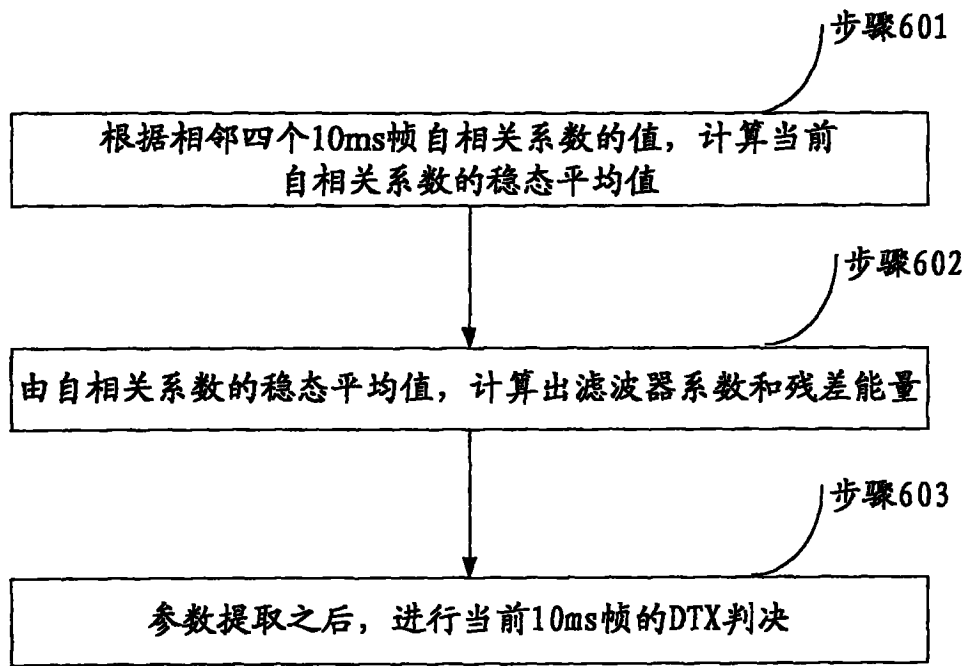 步骤601
根据相邻四个10ms帧自相关系数的值，计算当前
自相关系数的稳态平均值
步骤602
由自相关系数的稳态平均值，计算出滤波器系数和残差能量
步骤603
参数提取之后，进行当前10ms帧的DTX判决